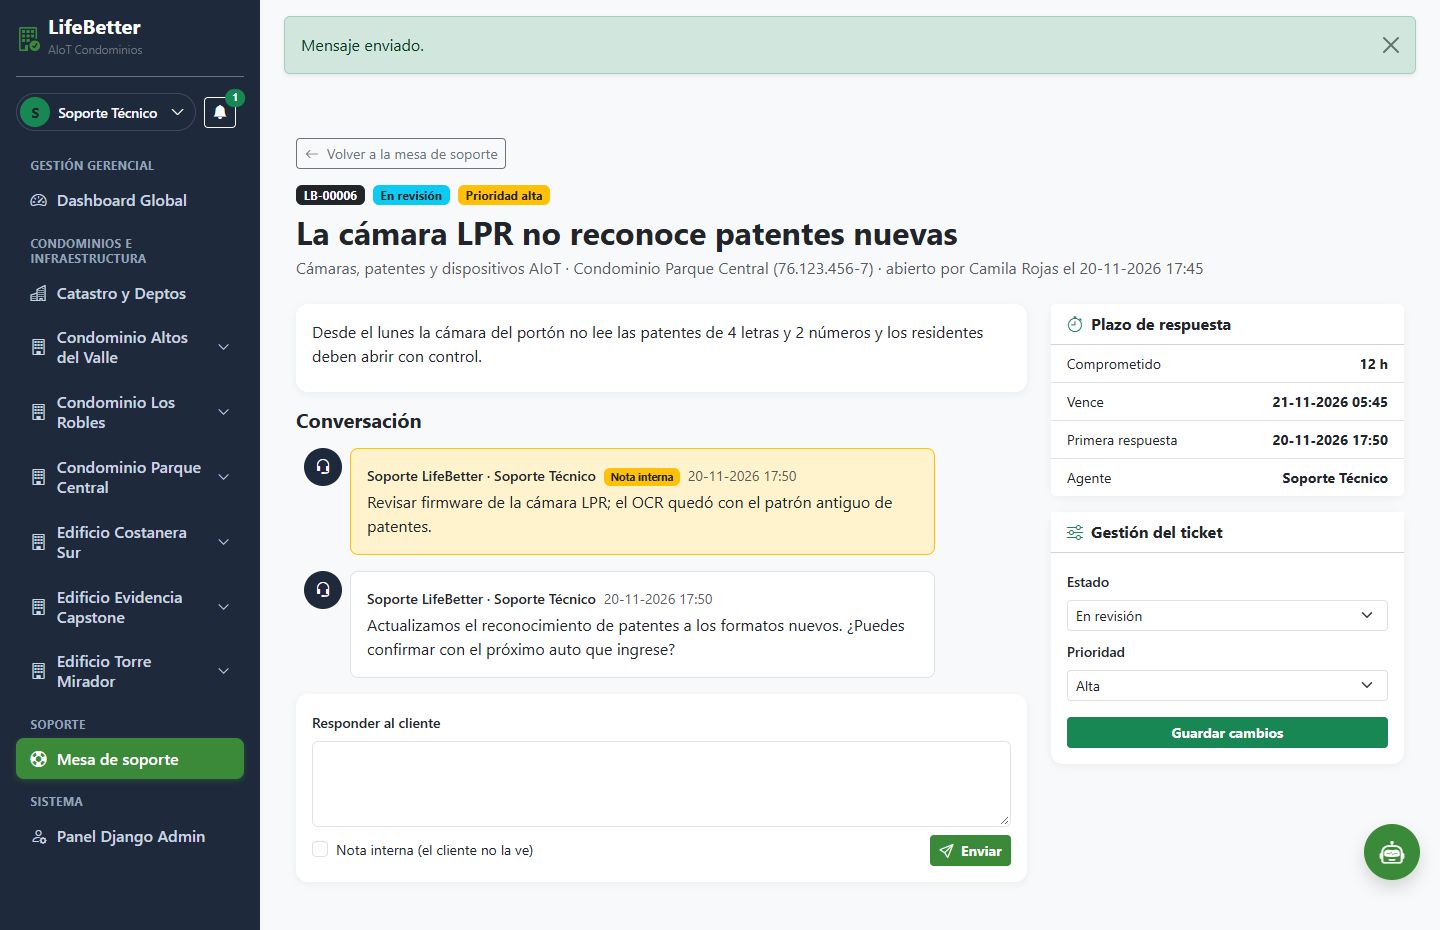 LifeBetter
AIoT Condominios
S
Soporte Técnico
1
GESTIÓN GERENCIAL
Dashboard Global
CONDOMINIOS E
INFRAESTRUCTURA
Catastro y Deptos
Condominio Altos
del Valle
Condominio Los
Robles
Condominio Parque
Central
Edificio Costanera
Sur
Edificio Evidencia
Capstone
Edificio Torre
Mirador
SOPORTE
Mesa de soporte
SISTEMA
Panel Django Admin
Mensaje enviado.
Volver a la mesa de soporte
LB-00006 En revisión Prioridad alta
La cámara LPR no reconoce patentes nuevas
Cámaras, patentes y dispositivos AIoT · Condominio Parque Central (76.123.456-7) · abierto por Camila Rojas el 20-11-2026 17:45
Desde el lunes la cámara del portón no lee las patentes de 4 letras y 2 números y los residentes
deben abrir con control.
Conversación
Soporte LifeBetter · Soporte Técnico Nota interna 20-11-2026 17:50
Revisar firmware de la cámara LPR; el OCR quedó con el patrón antiguo de
patentes.
Soporte LifeBetter · Soporte Técnico 20-11-2026 17:50
Actualizamos el reconocimiento de patentes a los formatos nuevos. ¿Puedes
confirmar con el próximo auto que ingrese?
Responder al cliente
Nota interna (el cliente no la ve)
Enviar
Plazo de respuesta
Comprometido 12 h
Vence 21-11-2026 05:45
Primera respuesta 20-11-2026 17:50
Agente Soporte Técnico
Gestión del ticket
Estado
En revisión
Prioridad
Alta
Guardar cambios